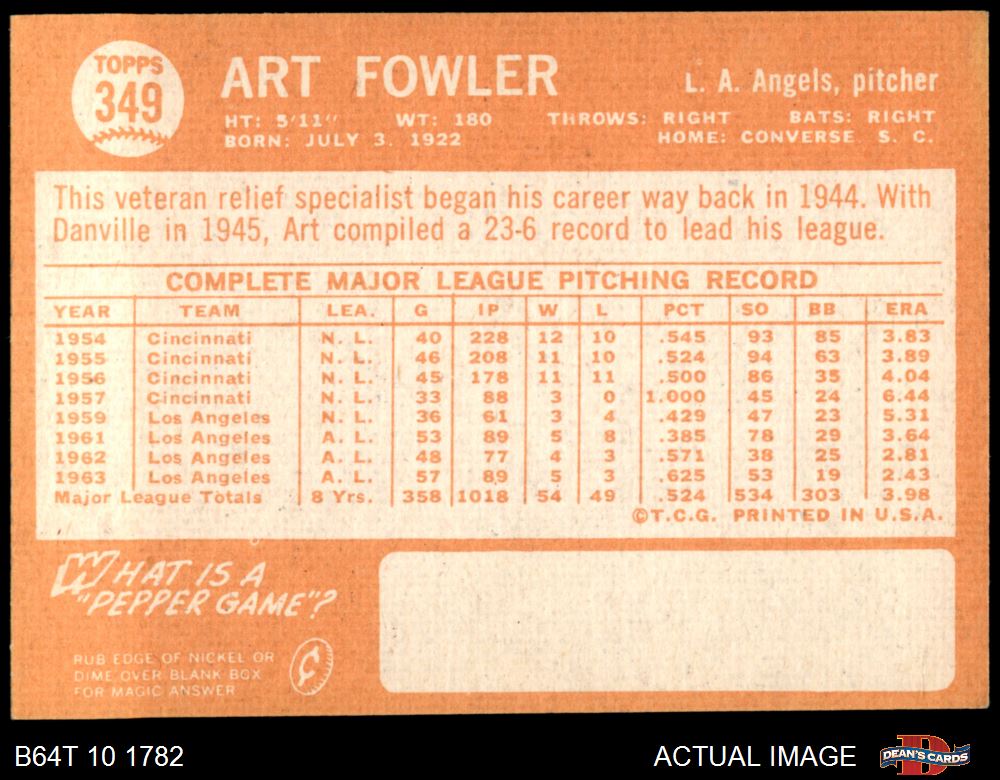 TOPPS
349
ART FOWLER
L. A. Angels, pitcher
HT: 5'11" WT: 180 THROWS: RIGHT BATS: RIGHT
BORN: JULY 3, 1922 HOME: CONVERSE S. C.
This veteran relief specialist began his career way back in 1944. With
Danville in 1945, Art compiled a 23-6 record to lead his league.
COMPLETE MAJOR LEAGUE PITCHING RECORD
YEAR TEAM LEA. G IP W L PCT SO BB ERA
1954 Cincinnati N. L. 40 228 12 10 .545 93 85 3.83
1955 Cincinnati N. L. 46 208 11 10 .524 94 63 3.89
1956 Cincinnati N. L. 45 178 11 11 .500 86 35 4.04
1957 Cincinnati N. L. 33 88 3 0 1.000 45 24 6.44
1959 Los Angeles N. L. 36 61 3 4 .429 47 23 5.31
1961 Los Angeles A. L. 53 89 5 8 .385 78 29 3.64
1962 Los Angeles A. L. 48 77 4 3 .571 38 25 2.81
1963 Los Angeles A. L. 57 89 5 3 .625 53 19 2.43
Major League Totals 8 Yrs. 358 1018 54 49 .524 534 303 3.98
©T.C.G. PRINTED IN U.S.A.
WHAT IS A
"PEPPER GAME"?
RUB EDGE OF NICKEL OR
DIME OVER BLANK BOX
FOR MAGIC ANSWER
B64T 10 1782
ACTUAL IMAGE
D
DEAN'S CARDS